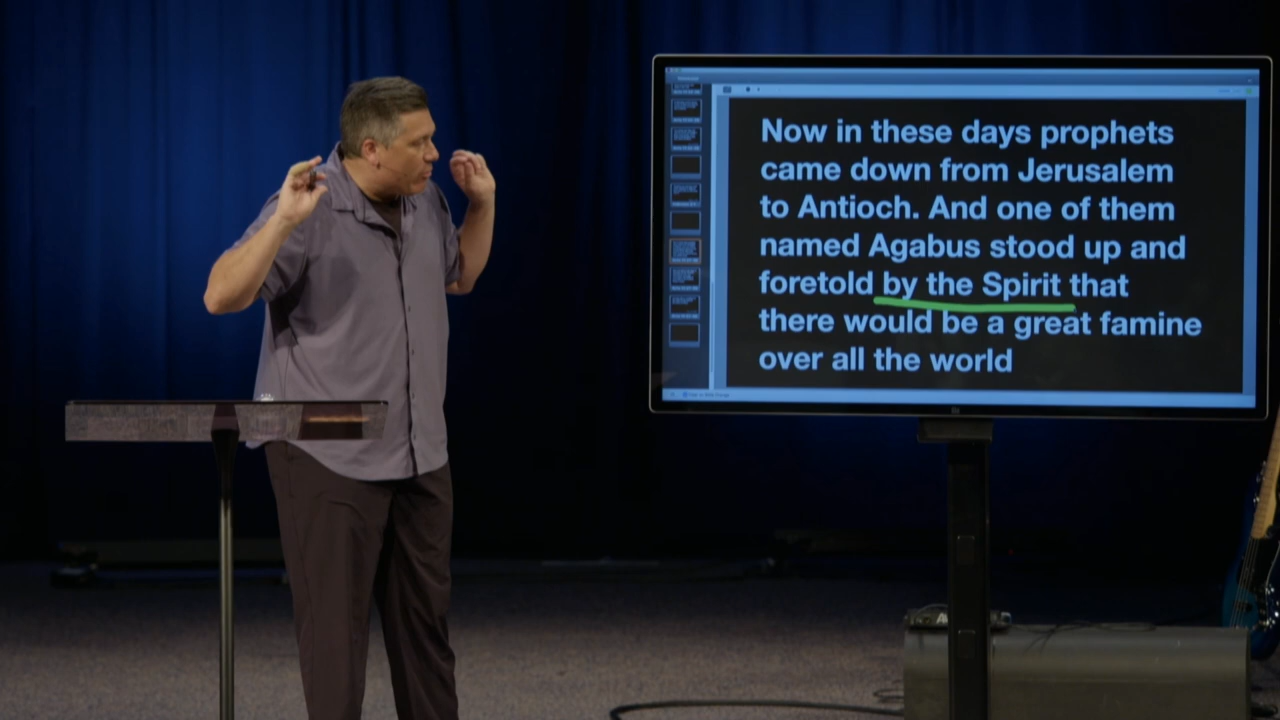 Now in these days prophets
came down from Jerusalem
to Antioch. And one of them
named Agabus stood up and
foretold by the Spirit that
there would be a great famine
over all the world